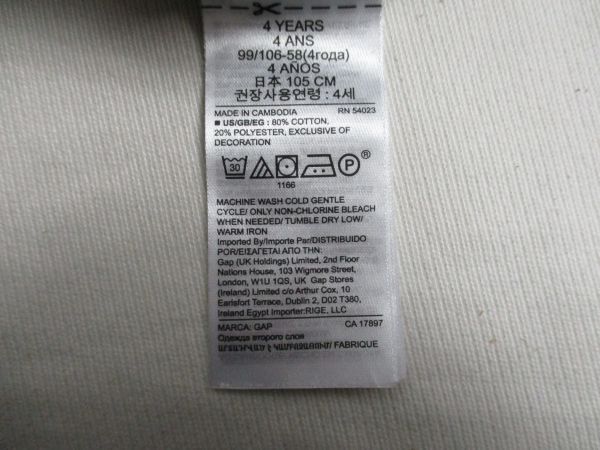 4 YEARS
4 ANS
99/106-58(4года)
4 AÑOS
日本 105 CM
권장사용연령 : 4세
MADE IN CAMBODIA RN 54023
■ US/GB/EG : 80% COTTON,
20% POLYESTER, EXCLUSIVE OF
DECORATION
30 P ®
1166
MACHINE WASH COLD GENTLE
CYCLE/ ONLY NON-CHLORINE BLEACH
WHEN NEEDED/ TUMBLE DRY LOW/
WARM IRON
Imported By/Importe Par/DISTRIBUIDO
POR/ΕΙΣΑΓΕΤΑΙ ΑΠΟ ΤΗΝ:
Gap (UK Holdings) Limited, 2nd Floor
Nations House, 103 Wigmore Street,
London, W1U 1QS, UK Gap Stores
(Ireland) Limited c/o Arthur Cox, 10
Earlsfort Terrace, Dublin 2, D02 T380,
Ireland Egypt Importer:RIGE, LLC
MARCA: GAP CA 17897
Одежда второго слоя
ԱՐՏԱԴՐՎԱԾ Է ԿԱՄԲՈՋԱՅՈՒՄ/ FABRIQUE